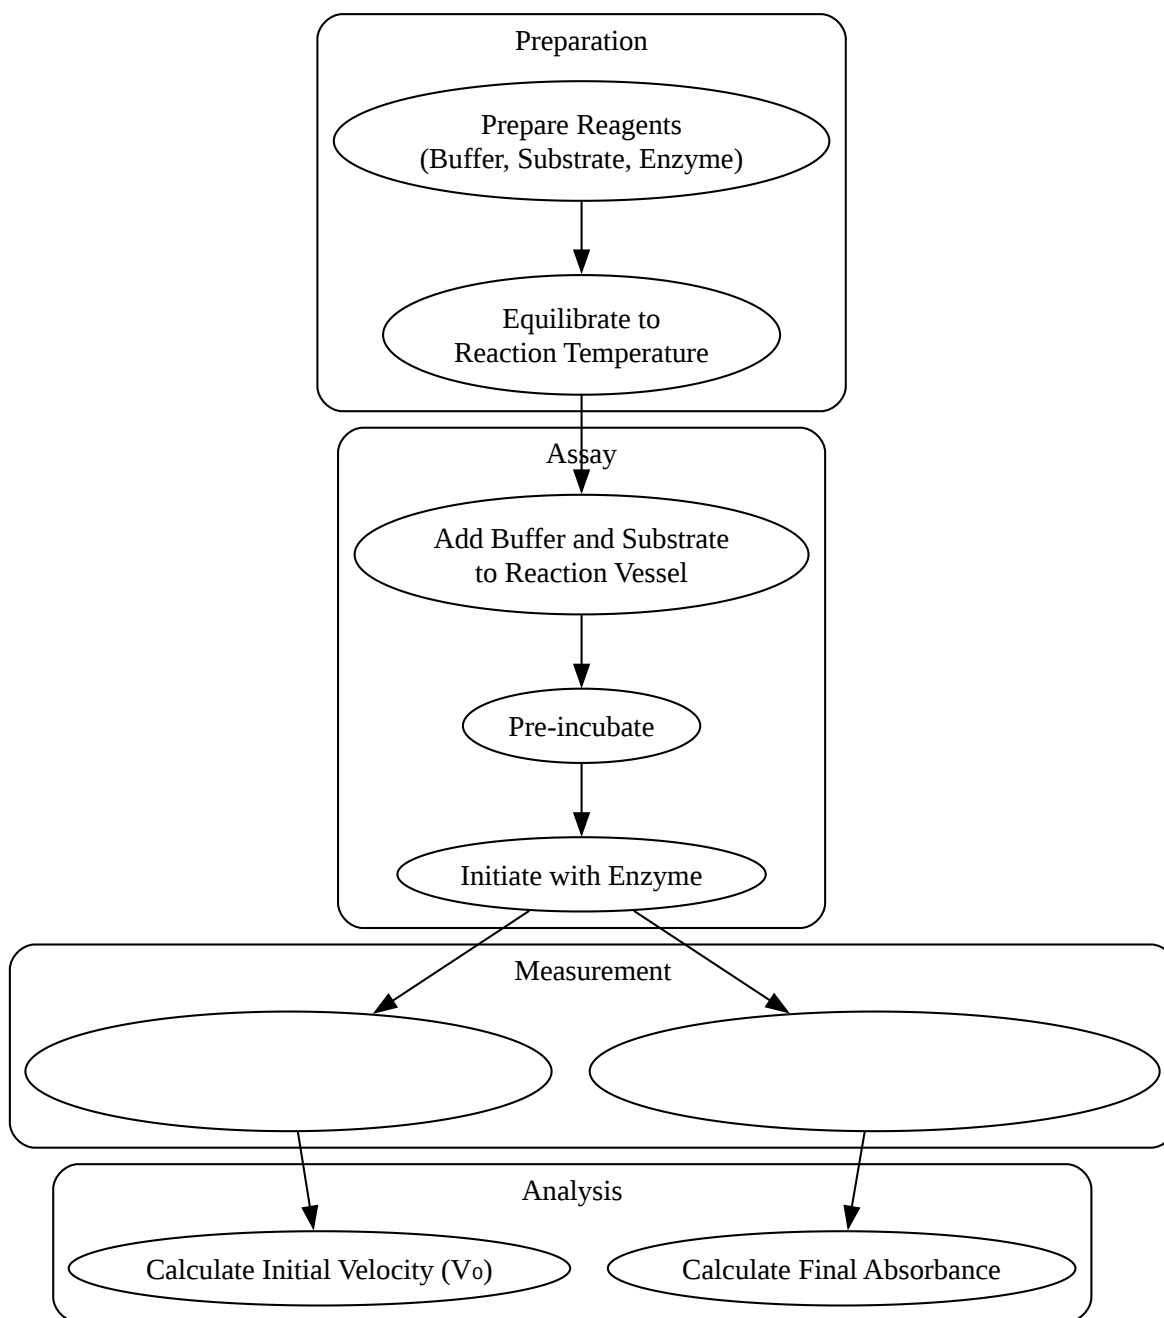 Preparation
Prepare Reagents
(Buffer, Substrate, Enzyme)
Equilibrate to
Reaction Temperature
Assay
Add Buffer and Substrate
to Reaction Vessel
Pre-incubate
Initiate with Enzyme
Measurement
Analysis
Calculate Initial Velocity (V₀)
Calculate Final Absorbance